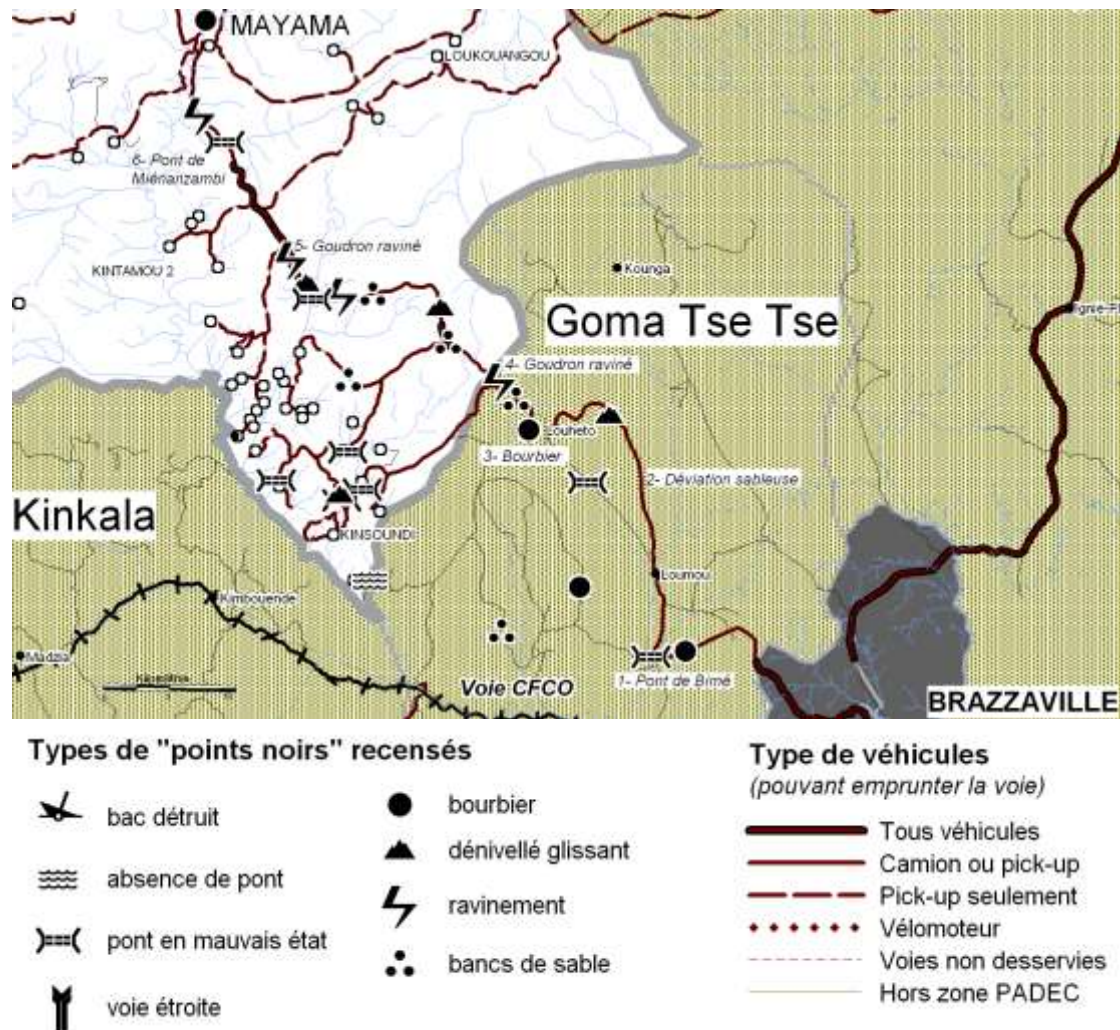 MAYAMA
LOUKOUANGOU
6- Pont de
Miénanzambi
5- Goudron raviné
KINTAMOU 2
Kounga
Goma Tse Tse
4- Goudron raviné
Louheto
3- Bourbier
2- Déviation sableuse
Kinkala
KINSOUNDI
Loumou
Kimbouende
Madzia
Voie CFCO
1- Pont de Bimé
BRAZZAVILLE
Types de "points noirs" recensés
bac détruit
absence de pont
pont en mauvais état
voie étroite
bourbier
dénivellé glissant
ravinement
bancs de sable
Type de véhicules
(pouvant emprunter la voie)
Tous véhicules
Camion ou pick-up
Pick-up seulement
Vélomoteur
Voies non desservies
Hors zone PADEC